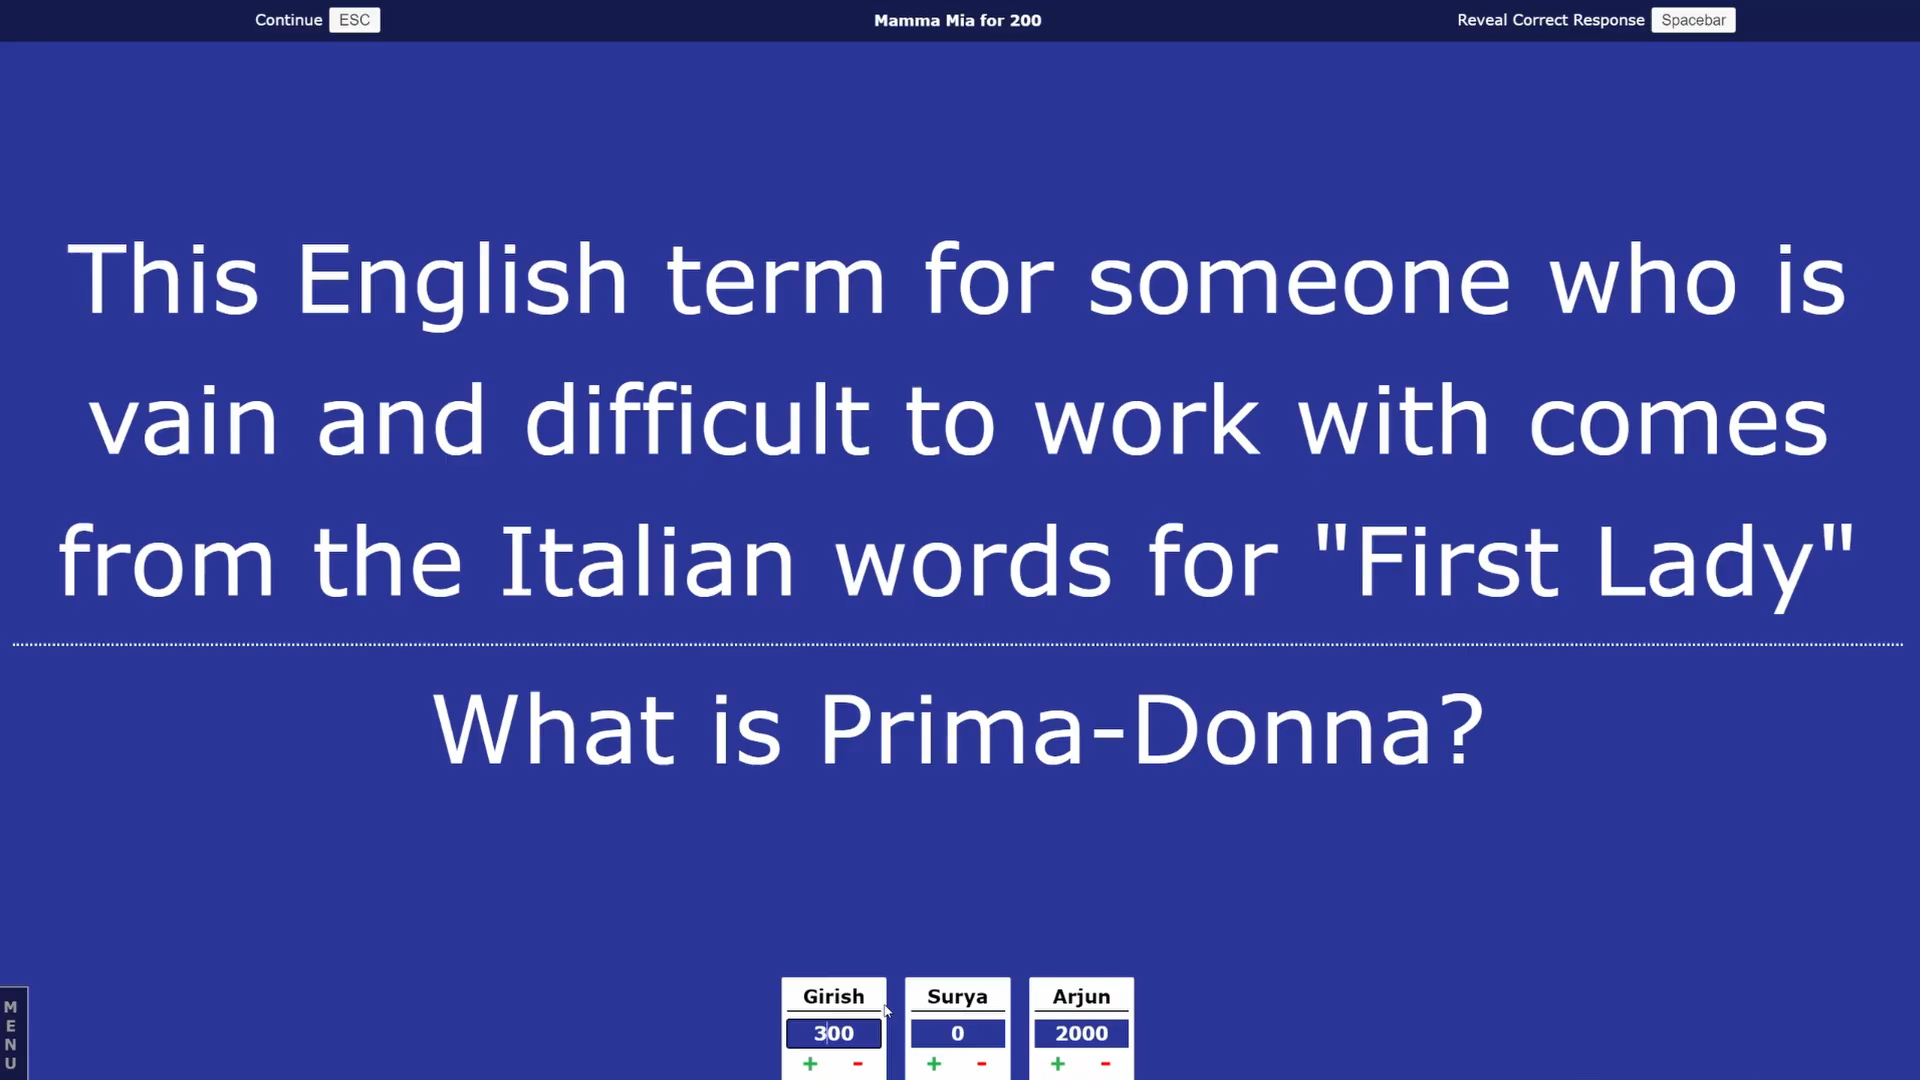 Continue ESC
Mamma Mia for 200
Reveal Correct Response Spacebar
This English term for someone who is
vain and difficult to work with comes
from the Italian words for "First Lady"
What is Prima-Donna?
MENU
Girish Surya Arjun
300 0 2000
+ - + - + -